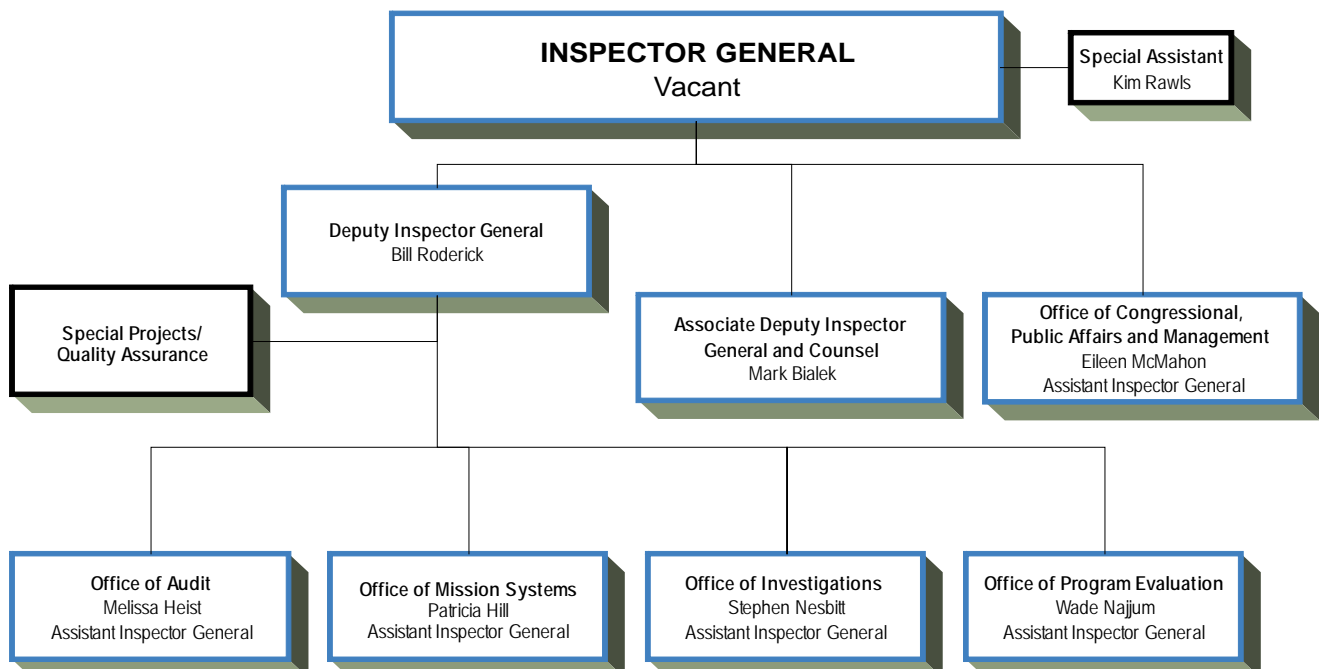 INSPECTOR GENERAL
Vacant
Special Assistant
Kim Rawls
Deputy Inspector General
Bill Roderick
Special Projects/
Quality Assurance
Associate Deputy Inspector
General and Counsel
Mark Bialek
Office of Congressional,
Public Affairs and Management
Eileen McMahon
Assistant Inspector General
Office of Audit
Melissa Heist
Assistant Inspector General
Office of Mission Systems
Patricia Hill
Assistant Inspector General
Office of Investigations
Stephen Nesbitt
Assistant Inspector General
Office of Program Evaluation
Wade Najjum
Assistant Inspector General